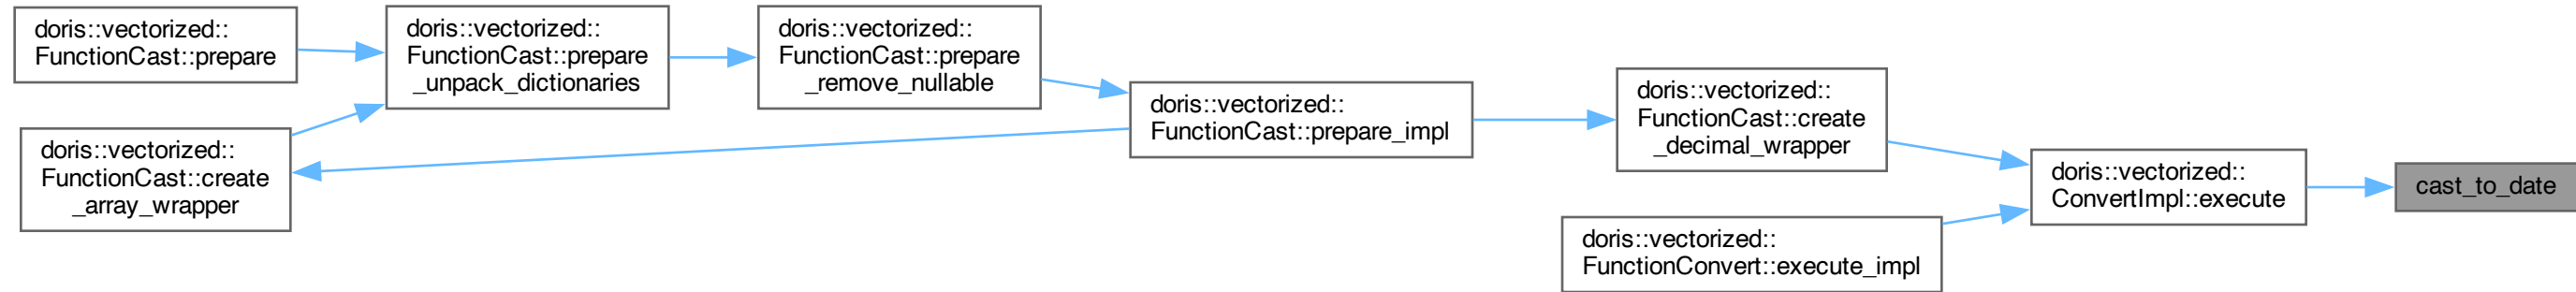 doris::vectorized::
FunctionCast::prepare
doris::vectorized::
FunctionCast::create
_array_wrapper
doris::vectorized::
FunctionCast::prepare
_unpack_dictionaries
doris::vectorized::
FunctionCast::prepare
_remove_nullable
doris::vectorized::
FunctionCast::prepare_impl
doris::vectorized::
FunctionCast::create
_decimal_wrapper
doris::vectorized::
FunctionConvert::execute_impl
doris::vectorized::
ConvertImpl::execute
cast_to_date